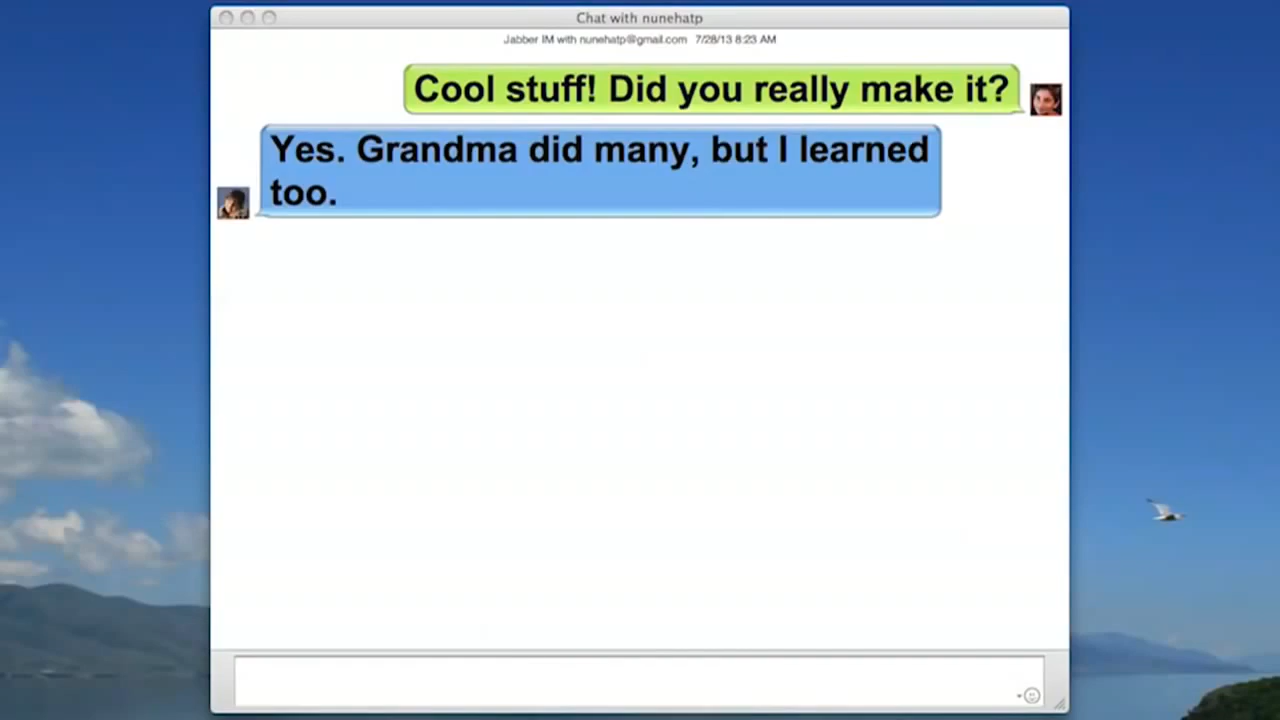 Chat with nunehatp
Jabber IM with nunehatp@gmail.com 7/28/13 8:23 AM
Cool stuff! Did you really make it?
Yes. Grandma did many, but I learned
too.